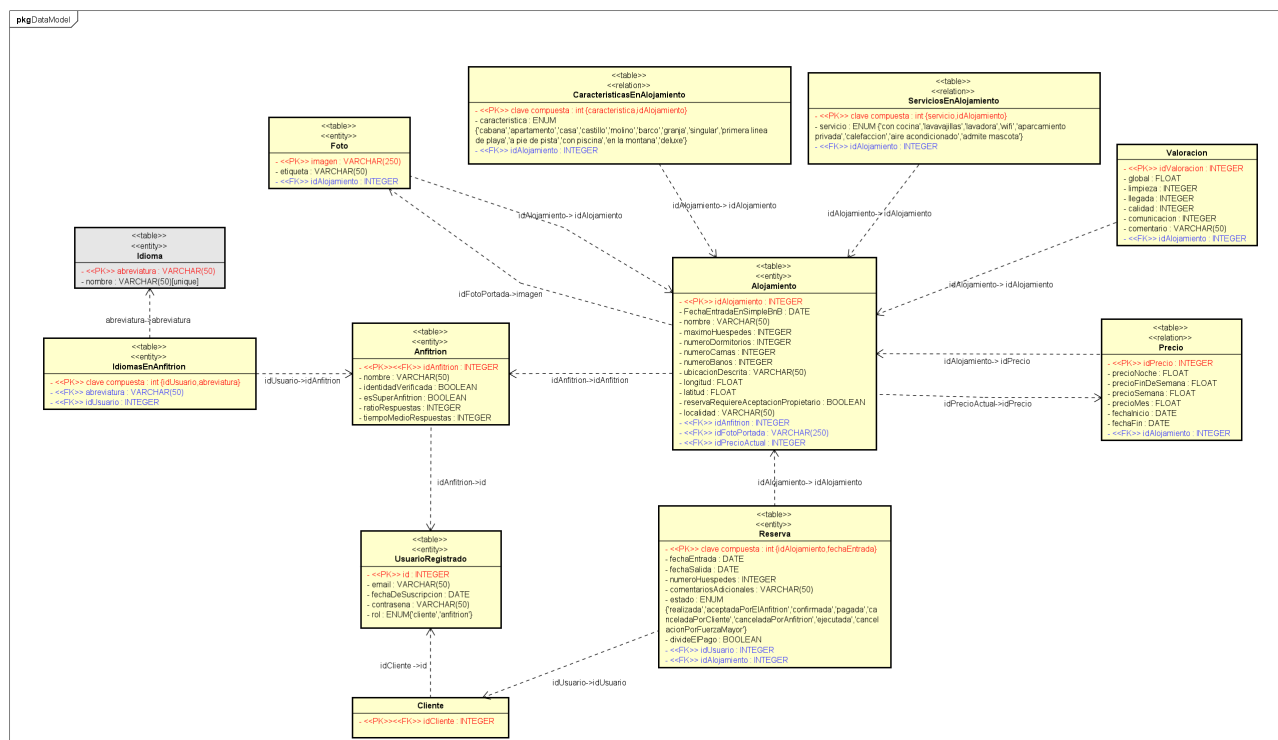 pkg DataModel
<<table>>
<<relation>>
CaracteristicasEnAlojamiento
- <<PK>> clave compuesta : int {caracteristica,idAlojamiento}
- caracteristica : ENUM
{'cabana','apartamento','casa','castillo','molino','barco','granja','singular','primera linea
de playa','a pie de pista','con piscina','en la montana','deluxe'}
- <<FK>> idAlojamiento : INTEGER
<<table>>
<<relation>>
ServiciosEnAlojamiento
- <<PK>> clave compuesta : int {servicio,idAlojamiento}
- servicio : ENUM {'con cocina','lavavajillas','lavadora','wifi','aparcamiento
privada','calefaccion','aire acondicionado','admite mascota'}
- <<FK>> idAlojamiento : INTEGER
<<table>>
<<entity>>
Foto
- <<PK>> imagen : VARCHAR(250)
- etiqueta : VARCHAR(50)
- <<FK>> idAlojamiento : INTEGER
Valoracion
- <<PK>> idValoracion : INTEGER
- global : FLOAT
- limpieza : INTEGER
- llegada : INTEGER
- calidad : INTEGER
- comunicacion : INTEGER
- comentario : VARCHAR(50)
- <<FK>> idAlojamiento : INTEGER
idAlojamiento-> idAlojamiento
idAlojamiento-> idAlojamiento
idAlojamiento-> idAlojamiento
idAlojamiento-> idAlojamiento
<<table>>
<<entity>>
Idioma
- <<PK>> abreviatura : VARCHAR(50)
- nombre : VARCHAR(50)[unique]
idFotoPortada->imagen
abreviatura->abreviatura
<<table>>
<<entity>>
Alojamiento
- <<PK>> idAlojamiento : INTEGER
- FechaEntradaEnSimpleBnB : DATE
- nombre : VARCHAR(50)
- maximoHuespedes : INTEGER
- numeroDormitorios : INTEGER
- numeroCamas : INTEGER
- numeroBanos : INTEGER
- ubicacionDescrita : VARCHAR(50)
- longitud : FLOAT
- latitud : FLOAT
- reservaRequiereAceptacionPropietario : BOOLEAN
- localidad : VARCHAR(50)
- <<FK>> idAnfitrion : INTEGER
- <<FK>> idFotoPortada : VARCHAR(250)
- <<FK>> idPrecioActual : INTEGER
<<table>>
<<entity>>
IdiomasEnAnfitrion
- <<PK>> clave compuesta : int {idUsuario,abreviatura}
- <<FK>> abreviatura : VARCHAR(50)
- <<FK>> idUsuario : INTEGER
idUsuario->idAnfitrion
<<table>>
<<entity>>
Anfitrion
- <<PK>><<FK>> idAnfitrion : INTEGER
- nombre : VARCHAR(50)
- identidadVerificada : BOOLEAN
- esSuperAnfitrion : BOOLEAN
- ratioRespuestas : INTEGER
- tiempoMedioRespuestas : INTEGER
idAnfitrion->idAnfitrion
<<table>>
<<relation>>
Precio
- <<PK>> idPrecio : INTEGER
- precioNoche : FLOAT
- precioFinDeSemana : FLOAT
- precioSemana : FLOAT
- precioMes : FLOAT
- fechaInicio : DATE
- fechaFin : DATE
- <<FK>> idAlojamiento : INTEGER
idAlojamiento-> idPrecio
idPrecioActual->idPrecio
idAnfitrion->id
idAlojamiento-> idAlojamiento
<<table>>
<<entity>>
UsuarioRegistrado
- <<PK>> id : INTEGER
- email : VARCHAR(50)
- fechaDeSuscripcion : DATE
- contrasena : VARCHAR(50)
- rol : ENUM{'cliente','anfitrion'}
<<table>>
<<entity>>
Reserva
- <<PK>> clave compuesta : int {idAlojamiento,fechaEntrada}
- fechaEntrada : DATE
- fechaSalida : DATE
- numeroHuespedes : INTEGER
- comentariosAdicionales : VARCHAR(50)
- estado : ENUM
{'realizada','aceptadaPorElAnfitrion','confirmada','pagada','ca
nceladaPorCliente','canceladaPorAnfitrion','ejecutada','cancel
acionPorFuerzaMayor'}
- divideElPago : BOOLEAN
- <<FK>> idUsuario : INTEGER
- <<FK>> idAlojamiento : INTEGER
idCliente ->id
idUsuario->idUsuario
Cliente
- <<PK>><<FK>> idCliente : INTEGER